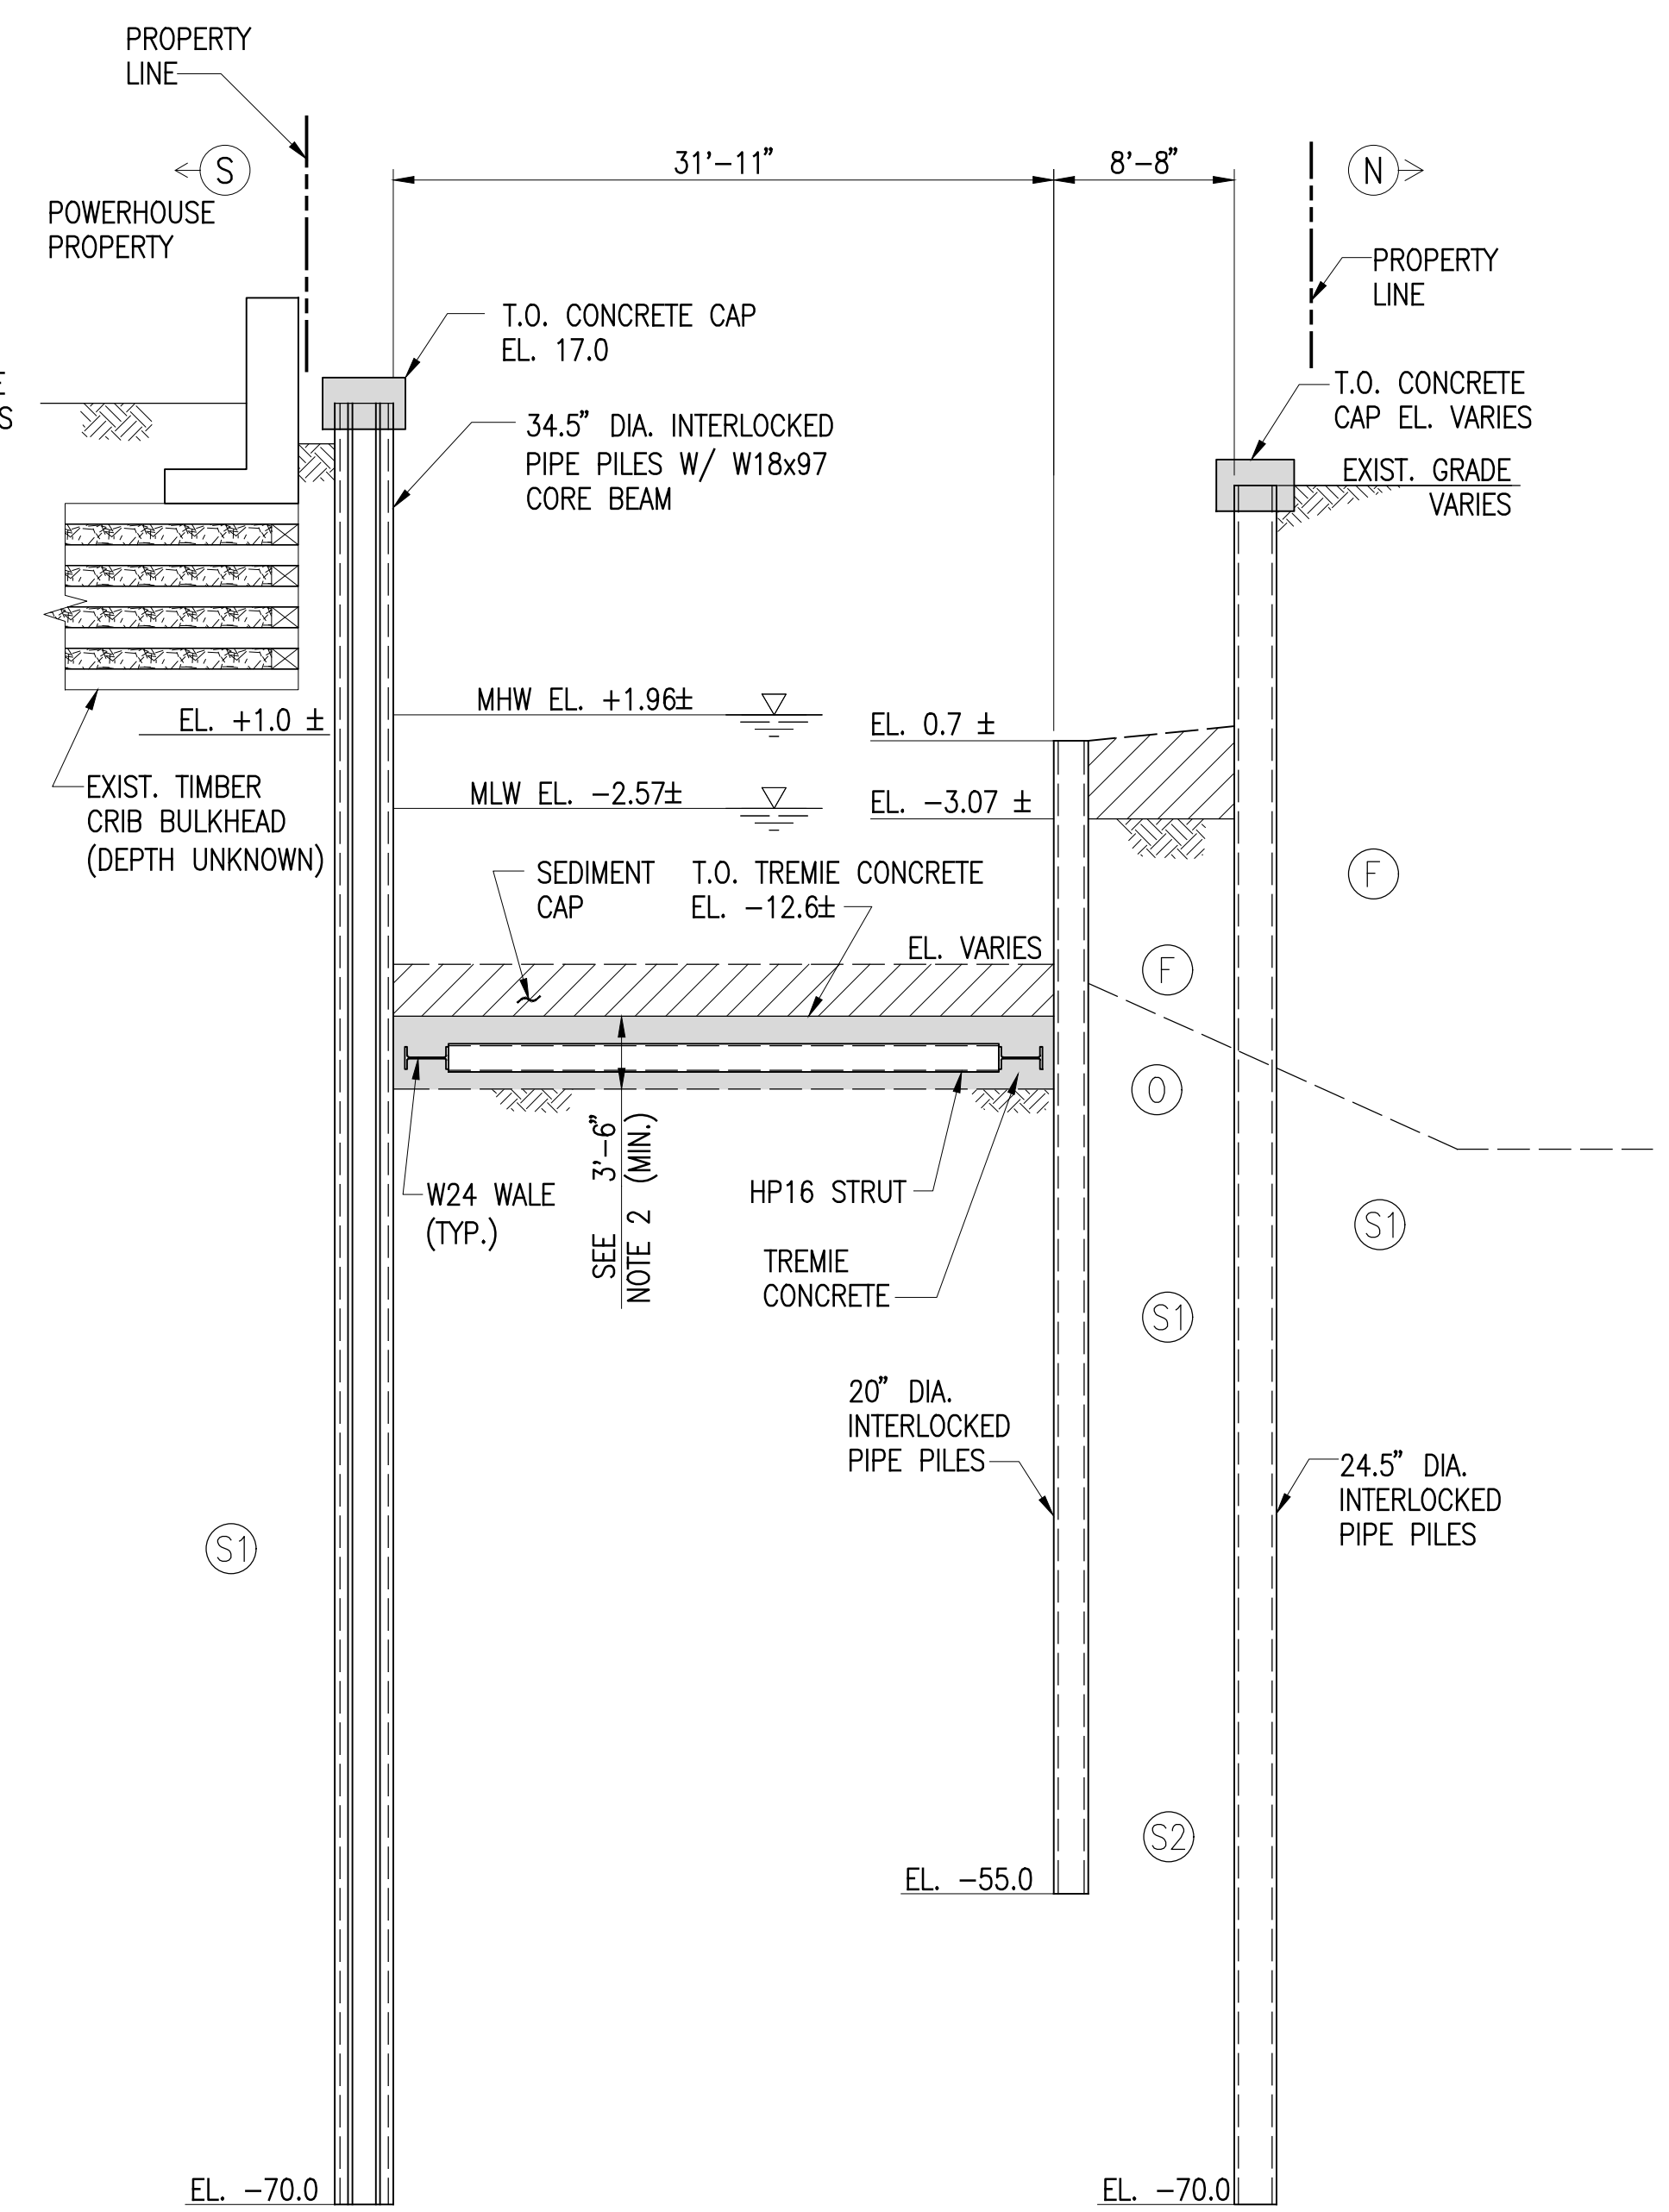 PROPERTY
LINE
S
POWERHOUSE
PROPERTY
31'-11"
8'-8"
N
PROPERTY
LINE
T.O. CONCRETE CAP
EL. 17.0
34.5" DIA. INTERLOCKED
PIPE PILES W/ W18x97
CORE BEAM
T.O. CONCRETE
CAP EL. VARIES
EXIST. GRADE
VARIES
MHW EL. +1.96±
EL. +1.0 ±
EL. 0.7 ±
MLW EL. -2.57±
EL. -3.07 ±
EXIST. TIMBER
CRIB BULKHEAD
(DEPTH UNKNOWN)
SEDIMENT
CAP
T.O. TREMIE CONCRETE
EL. -12.6±
EL. VARIES
F
F
O
W24 WALE
(TYP.)
SEE 3'-6"
NOTE 2 (MIN.)
HP16 STRUT
TREMIE
CONCRETE
S1
S1
20" DIA.
INTERLOCKED
PIPE PILES
24.5" DIA.
INTERLOCKED
PIPE PILES
S1
S2
EL. -55.0
EL. -70.0
EL. -70.0